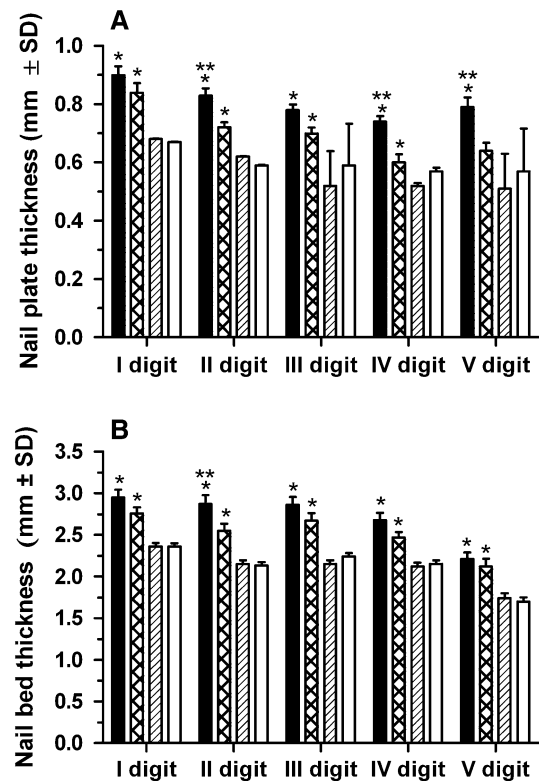 A
Nail plate thickness (mm ± SD)
1.0
0.8
0.6
0.4
0.2
0.0
* * ** * * * * ** * * ** *
I digit II digit III digit IV digit V digit
B
Nail bed thickness (mm ± SD)
3.5
3.0
2.5
2.0
1.5
1.0
0.5
0.0
* * ** * * * * * * * *
I digit II digit III digit IV digit V digit